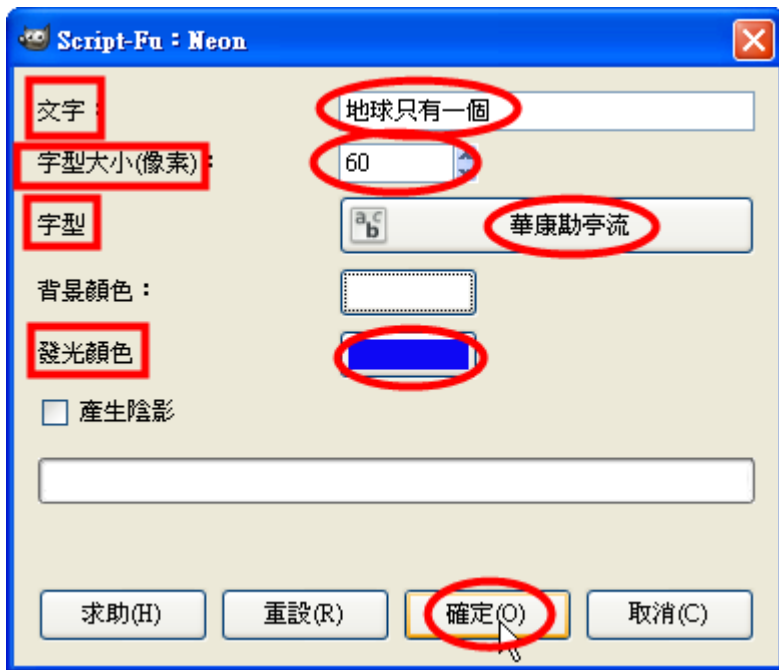 Script-Fu：Neon
文字：
地球只有一個
字型大小(像素)：
60
字型
abc
華康勘亭流
背景顏色：
發光顏色
產生陰影
求助(H)
重設(R)
確定(O)
取消(C)